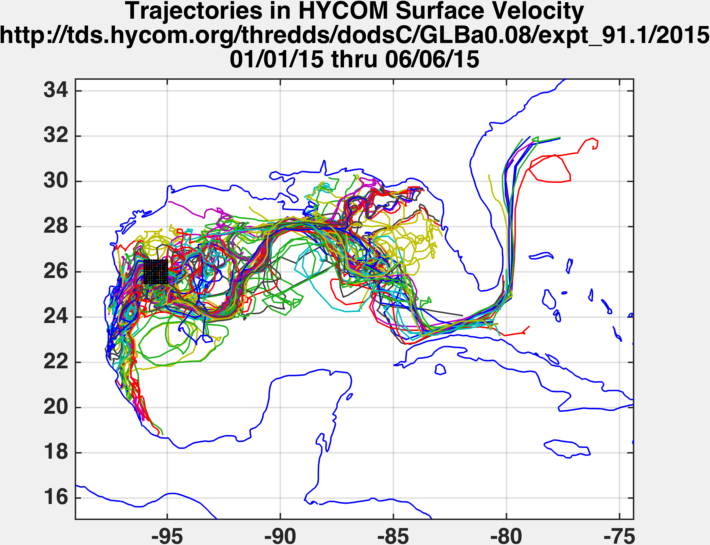 Trajectories in HYCOM Surface Velocity
http://tds.hycom.org/thredds/dodsC/GLBa0.08/expt_91.1/2015
01/01/15 thru 06/06/15
34
32
30
28
26
24
22
20
18
16
-95 -90 -85 -80 -75